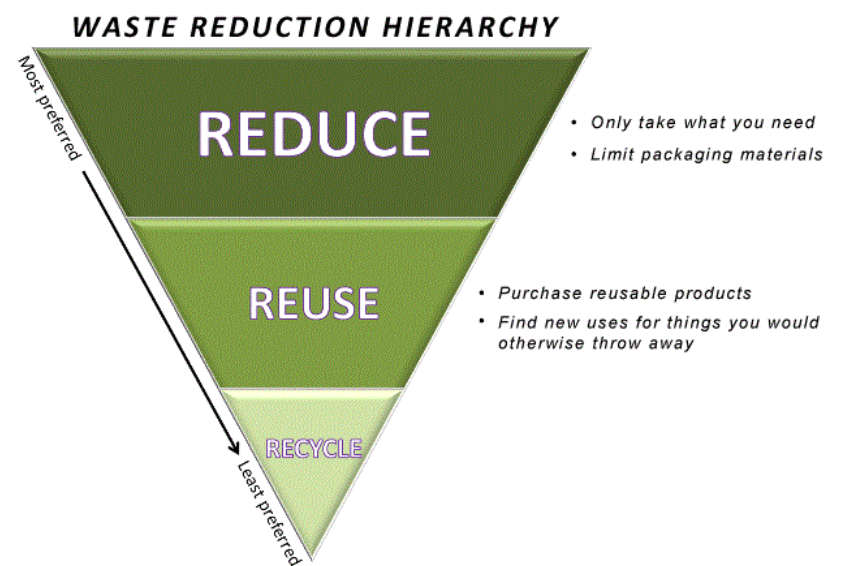 WASTE REDUCTION HIERARCHY
Most preferred
REDUCE
• Only take what you need
• Limit packaging materials
REUSE
• Purchase reusable products
• Find new uses for things you would
otherwise throw away
RECYCLE
Least preferred